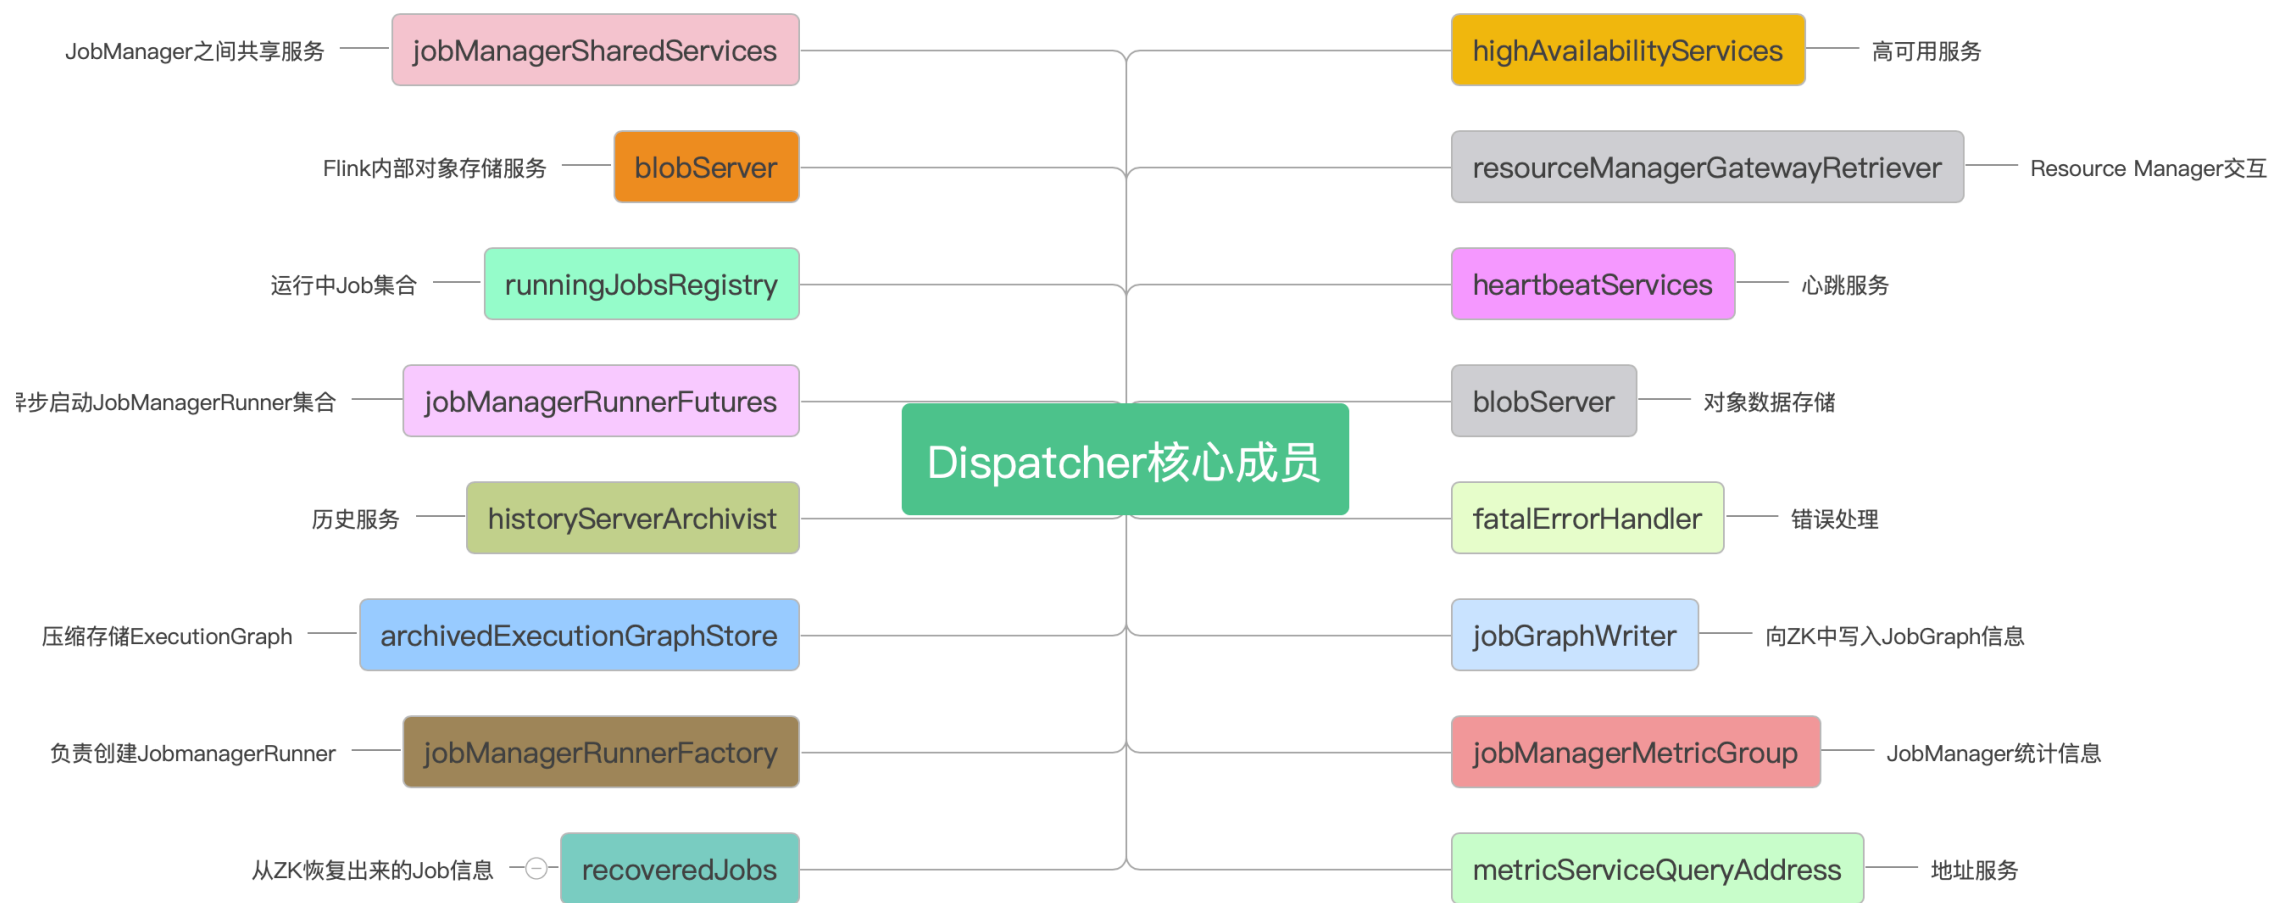 Dispatcher核心成员
JobManager之间共享服务
jobManagerSharedServices
Flink内部对象存储服务
blobServer
运行中Job集合
runningJobsRegistry
步启动JobManagerRunner集合
jobManagerRunnerFutures
历史服务
historyServerArchivist
压缩存储ExecutionGraph
archivedExecutionGraphStore
负责创建JobmanagerRunner
jobManagerRunnerFactory
从ZK恢复出来的Job信息
recoveredJobs
highAvailabilityServices
高可用服务
resourceManagerGatewayRetriever
Resource Manager交互
heartbeatServices
心跳服务
blobServer
对象数据存储
fatalErrorHandler
错误处理
jobGraphWriter
向ZK中写入JobGraph信息
jobManagerMetricGroup
JobManager统计信息
metricServiceQueryAddress
地址服务